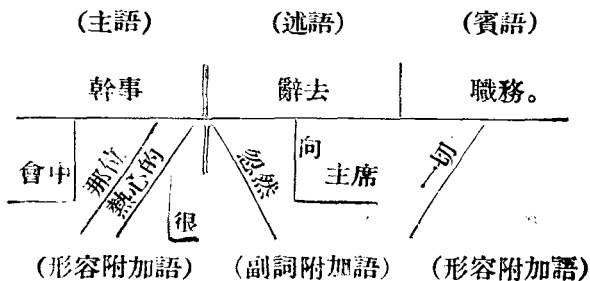 (主語) (述語) (賓語)
幹事 辭去 職務。
會中 那位 熱心的 很 忽然 向 主席 一切
(形容附加語) (副詞附加語) (形容附加語)